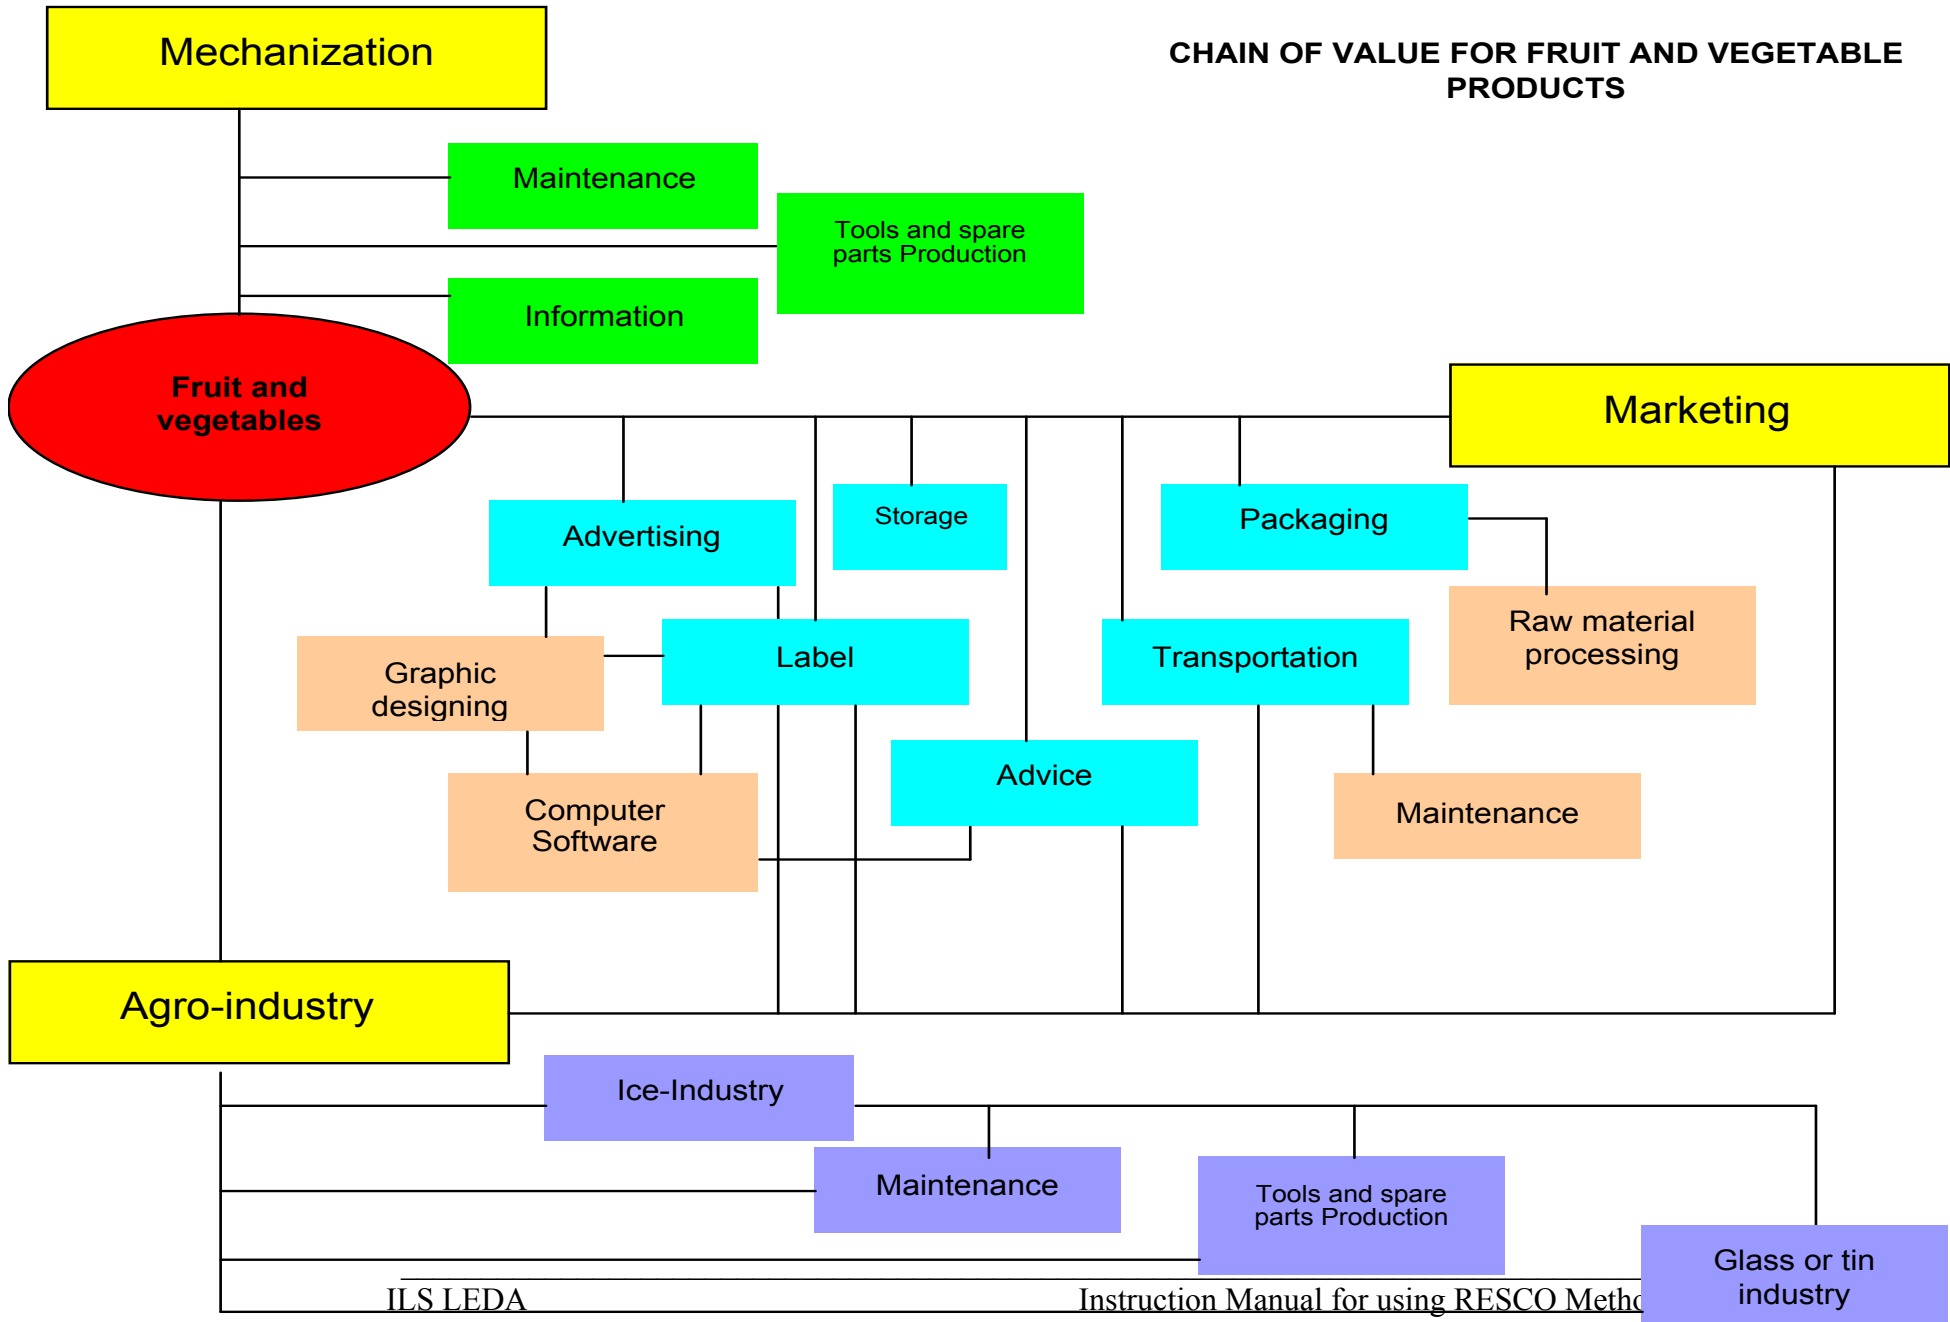 Mechanization
CHAIN OF VALUE FOR FRUIT AND VEGETABLE
PRODUCTS
Maintenance
Tools and spare
parts Production
Information
Fruit and
vegetables
Marketing
Advertising
Storage
Packaging
Graphic
designing
Label
Transportation
Raw material
processing
Computer
Software
Advice
Maintenance
Agro-industry
Ice-Industry
Maintenance
Tools and spare
parts Production
Glass or tin
industry
ILS LEDA
Instruction Manual for using RESCO